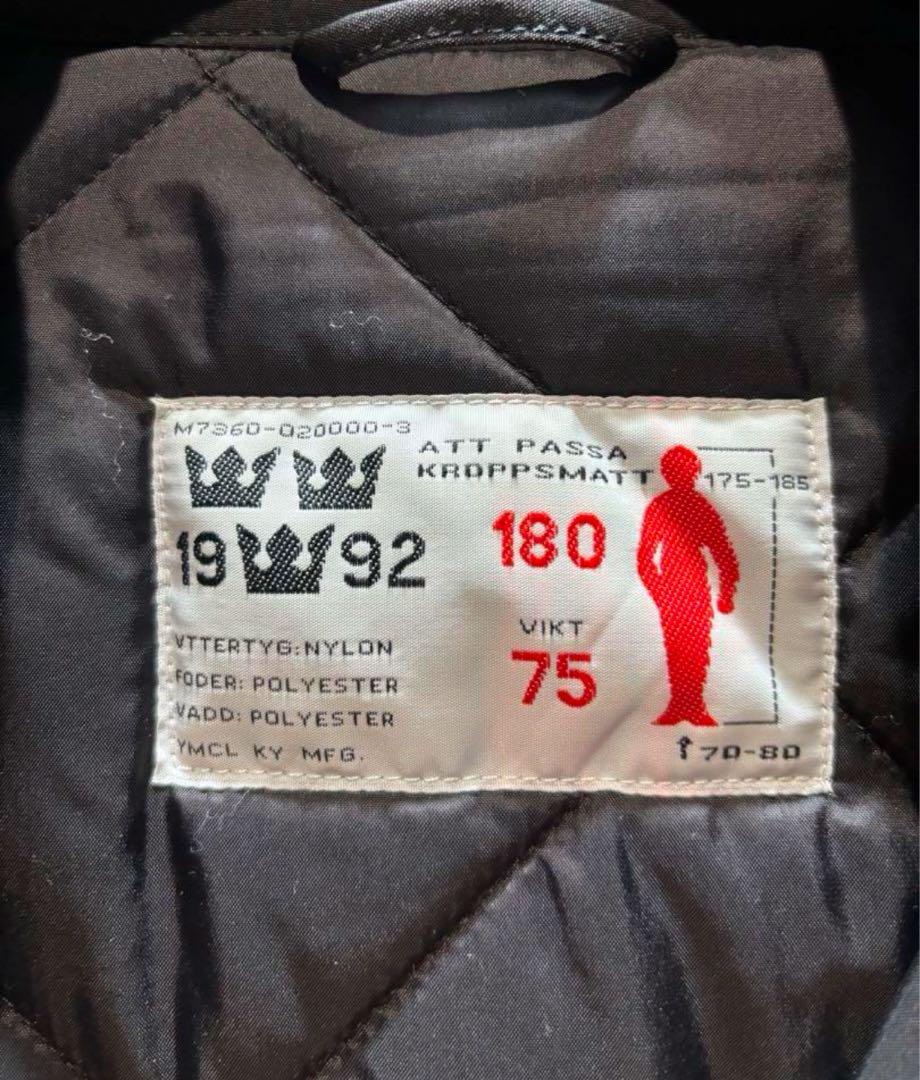 M7360-020000-3
ATT PASSA
KROPPSMATT
175-185
19 92
180
VIKT
75
YTTERTYG:NYLON
FODER: POLYESTER
VADD: POLYESTER
YMCL KY MFG.
70-80